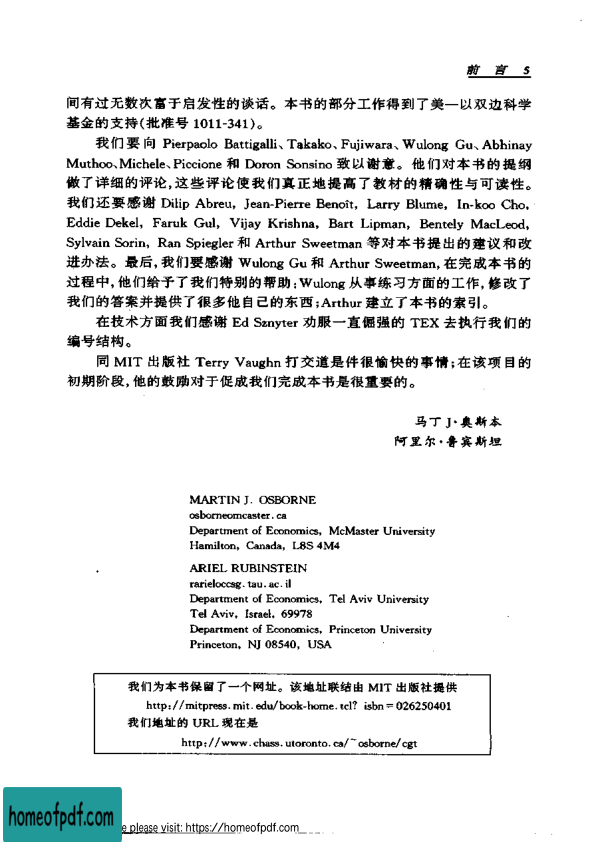 前 言 5
间有过无数次富于启发性的谈话。本书的部分工作得到了美—以双边科学
基金的支持(批准号 1011-341)。
我们要向 Pierpaolo Battigalli、Takako、Fujiwara、Wulong Gu、Abhinay
Muthoo、Michele、Piccione 和 Doron Sonsino 致以谢意。他们对本书的提纲
做了详细的评论,这些评论使我们真正地提高了教材的精确性与可读性。
我们还要感谢 Dilip Abreu, Jean-Pierre Benoît, Larry Blume, In-koo Cho,
Eddie Dekel, Faruk Gul, Vijay Krishna, Bart Lipman, Bentely MacLeod,
Sylvain Sorin, Ran Spiegler 和 Arthur Sweetman 等对本书提出的建议和改
进办法。最后,我们要感谢 Wulong Gu 和 Arthur Sweetman,在完成本书的
过程中,他们给予了我们特别的帮助;Wulong 从事练习方面的工作,修改了
我们的答案并提供了很多他自己的东西;Arthur 建立了本书的索引。
在技术方面我们感谢 Ed Sznyter 劝服一直倔强的 TEX 去执行我们的
编号结构。
同 MIT 出版社 Terry Vaughn 打交道是件很愉快的事情;在该项目的
初期阶段,他的鼓励对于促成我们完成本书是很重要的。
马丁 J·奥斯本
阿里尔·鲁宾斯坦
MARTIN J. OSBORNE
osborneomcaster.ca
Department of Economics, McMaster University
Hamilton, Canada, L8S 4M4
ARIEL RUBINSTEIN
rarieloccsg.tau.ac.il
Department of Economics, Tel Aviv University
Tel Aviv, Israel, 69978
Department of Economics, Princeton University
Princeton, NJ 08540, USA
我们为本书保留了一个网址。该地址联结由 MIT 出版社提供
http://mitpress.mit.edu/book-home.tcl? isbn=026250401
我们地址的 URL 现在是
http://www.chass.utoronto.ca/~osborne/cgt
homeofpdf.com
e please visit: https://homeofpdf.com